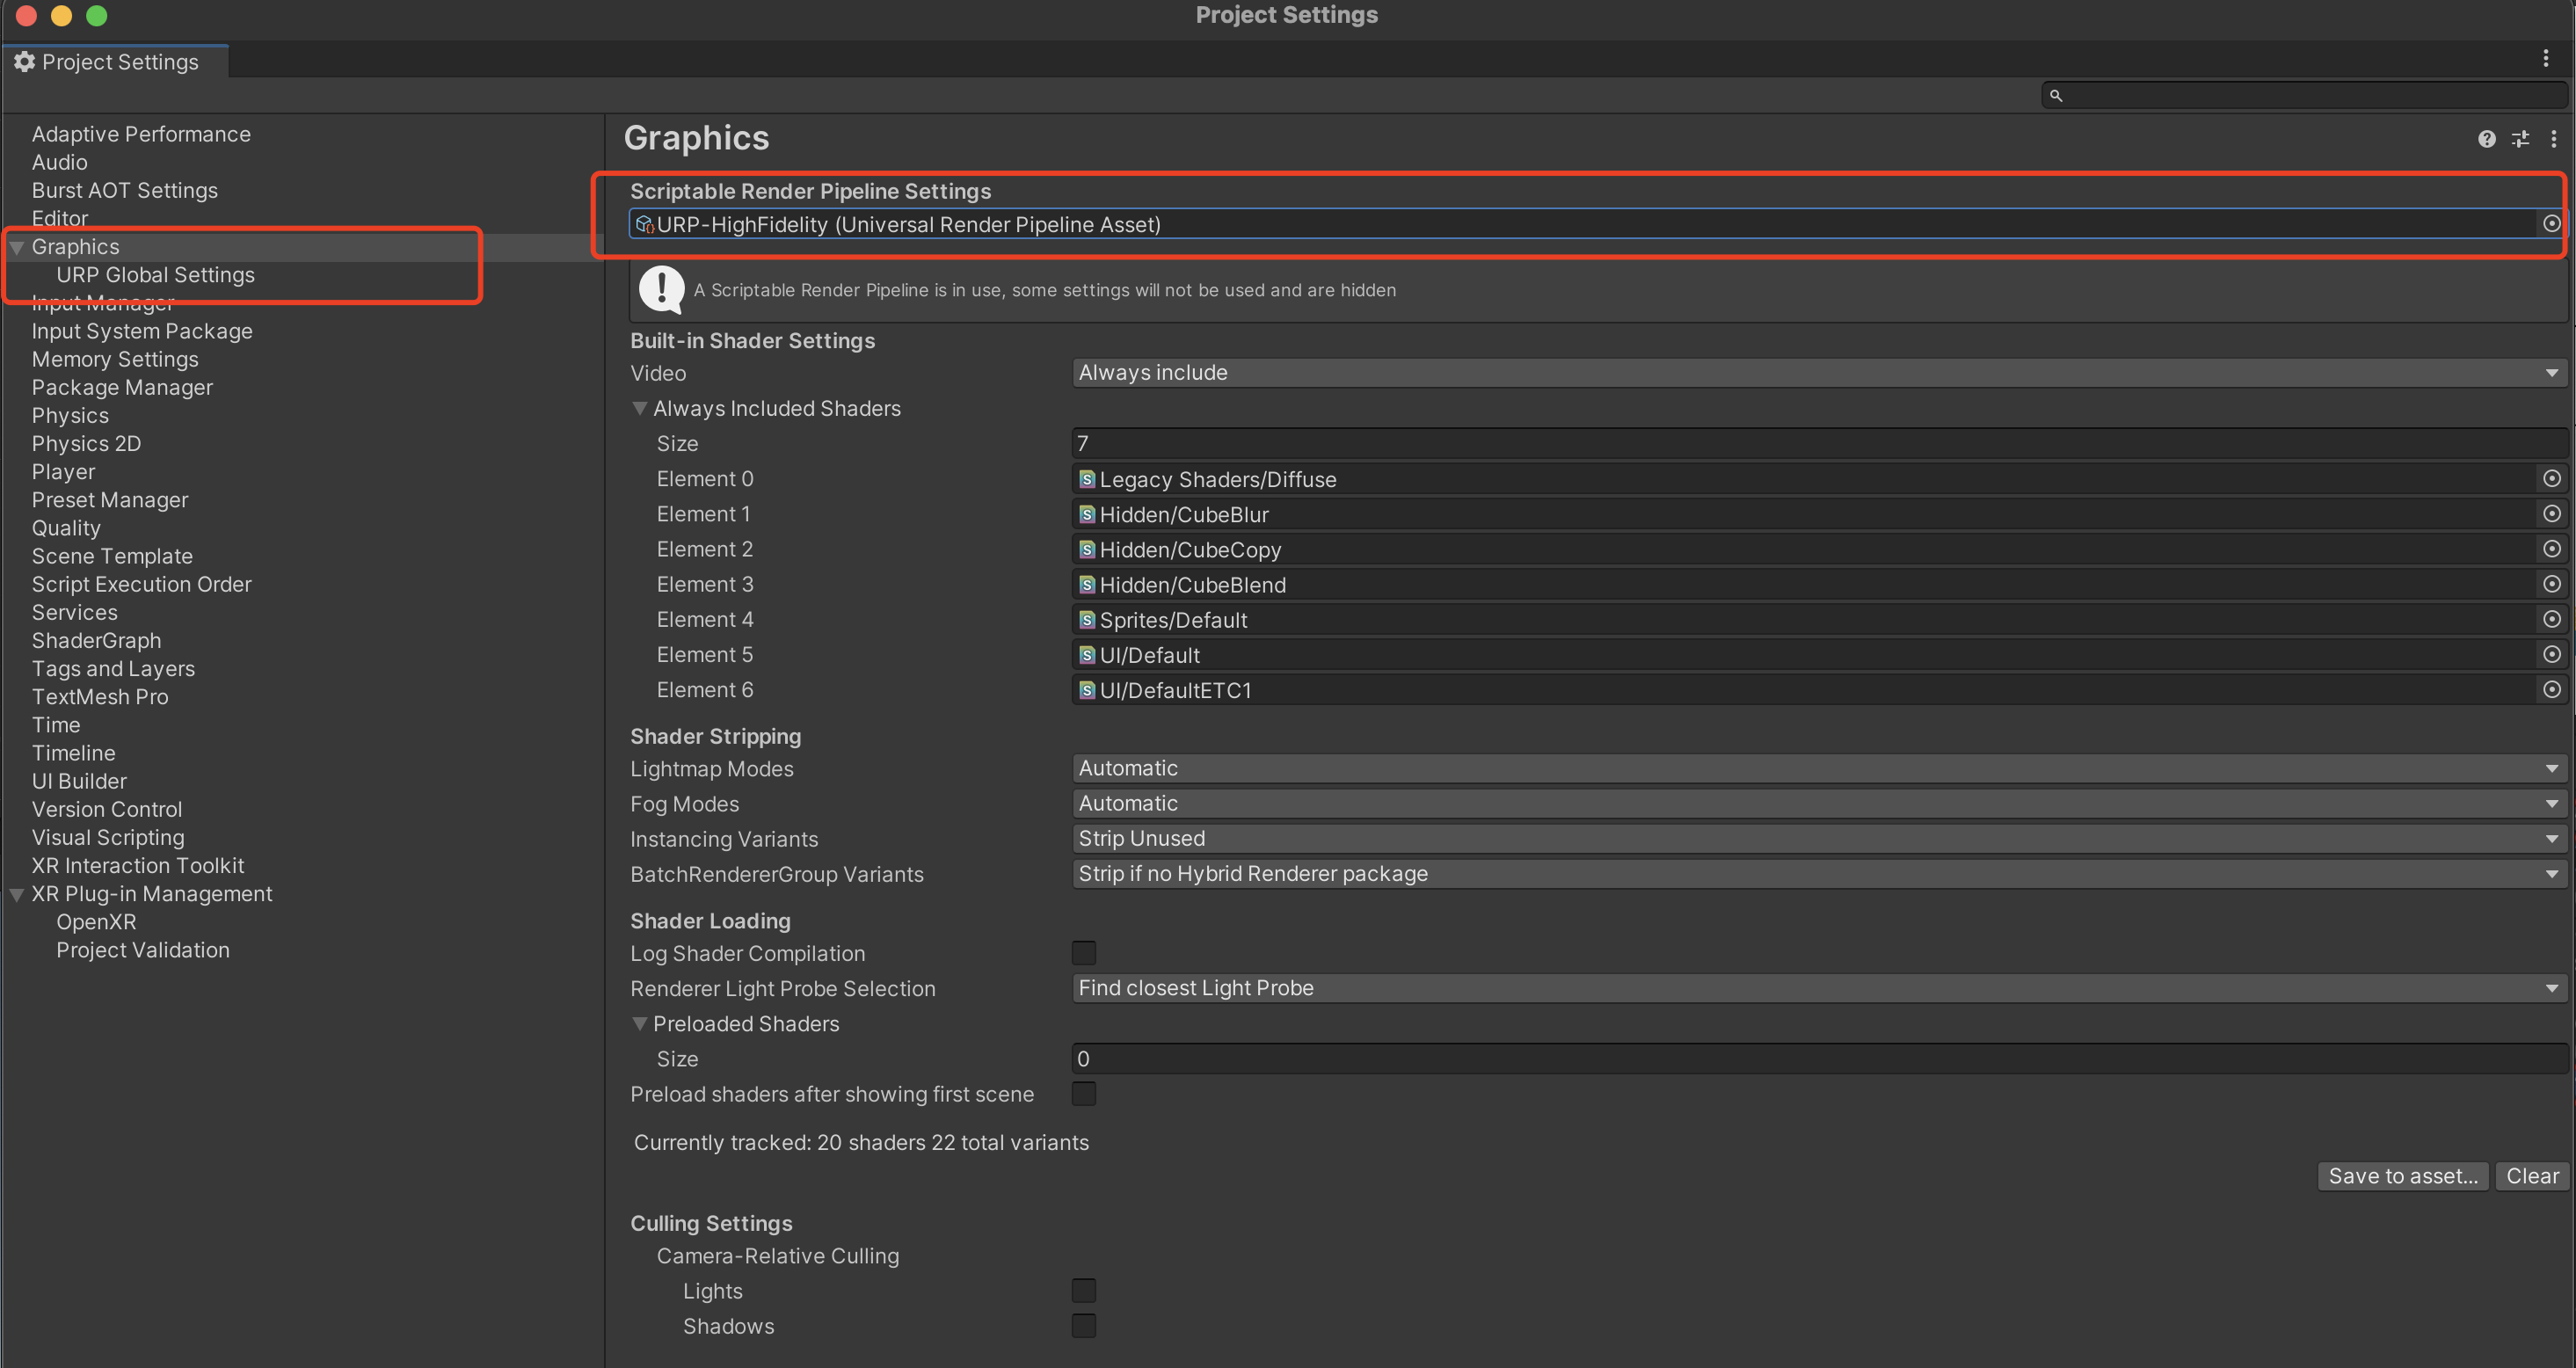 Project Settings
Project Settings
Adaptive Performance
Audio
Burst AOT Settings
Editor
Graphics
URP Global Settings
Input Manager
Input System Package
Memory Settings
Package Manager
Physics
Physics 2D
Player
Preset Manager
Quality
Scene Template
Script Execution Order
Services
ShaderGraph
Tags and Layers
TextMesh Pro
Time
Timeline
UI Builder
Version Control
Visual Scripting
XR Interaction Toolkit
XR Plug-in Management
OpenXR
Project Validation
Graphics
Scriptable Render Pipeline Settings
URP-HighFidelity (Universal Render Pipeline Asset)
A Scriptable Render Pipeline is in use, some settings will not be used and are hidden
Built-in Shader Settings
Video Always include
Always Included Shaders
Size 7
Element 0 Legacy Shaders/Diffuse
Element 1 Hidden/CubeBlur
Element 2 Hidden/CubeCopy
Element 3 Hidden/CubeBlend
Element 4 Sprites/Default
Element 5 UI/Default
Element 6 UI/DefaultETC1
Shader Stripping
Lightmap Modes Automatic
Fog Modes Automatic
Instancing Variants Strip Unused
BatchRendererGroup Variants Strip if no Hybrid Renderer package
Shader Loading
Log Shader Compilation
Renderer Light Probe Selection Find closest Light Probe
Preloaded Shaders
Size 0
Preload shaders after showing first scene
Currently tracked: 20 shaders 22 total variants
Save to asset... Clear
Culling Settings
Camera-Relative Culling
Lights
Shadows